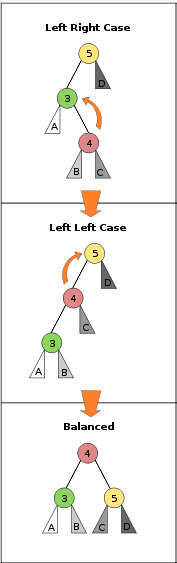 Left Right Case
5
D
3
A
4
B C
Left Left Case
5
D
4
C
3
A B
Balanced
4
3 5
A B C D